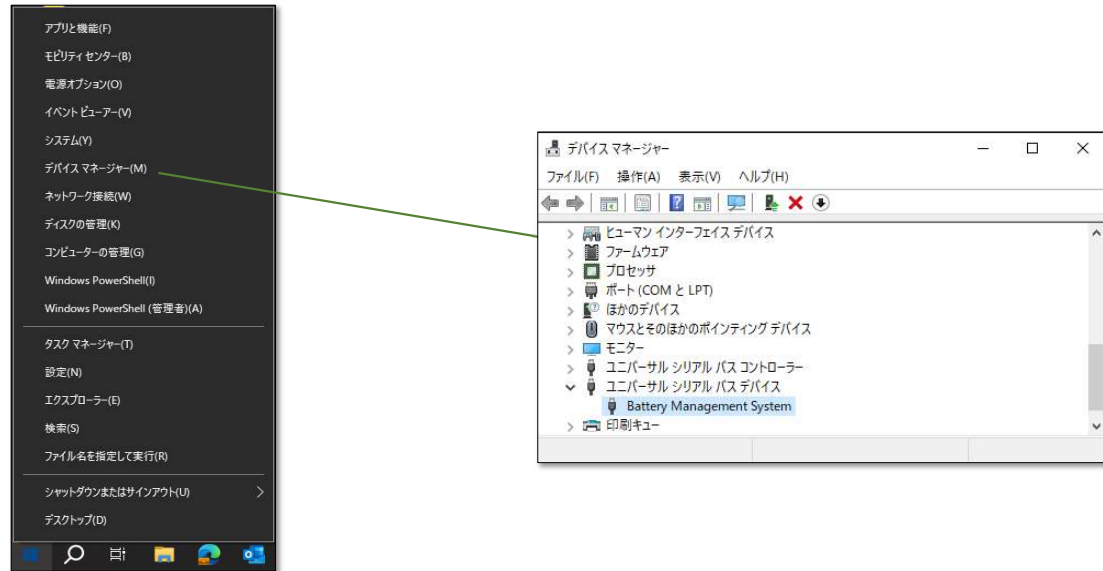 アプリと機能(F)
モビリティ センター(B)
電源オプション(O)
イベント ビューアー(V)
システム(Y)
デバイス マネージャー(M)
ネットワーク接続(W)
ディスクの管理(K)
コンピューターの管理(G)
Windows PowerShell(I)
Windows PowerShell (管理者)(A)
タスク マネージャー(T)
設定(N)
エクスプローラー(E)
検索(S)
ファイル名を指定して実行(R)
シャットダウンまたはサインアウト(U)
デスクトップ(D)
デバイス マネージャー
ファイル(F) 操作(A) 表示(V) ヘルプ(H)
ヒューマン インターフェイス デバイス
ファームウェア
プロセッサ
ポート (COM と LPT)
ほかのデバイス
マウスとそのほかのポインティング デバイス
モニター
ユニバーサル シリアル バス コントローラー
ユニバーサル シリアル バス デバイス
Battery Management System
印刷キュー